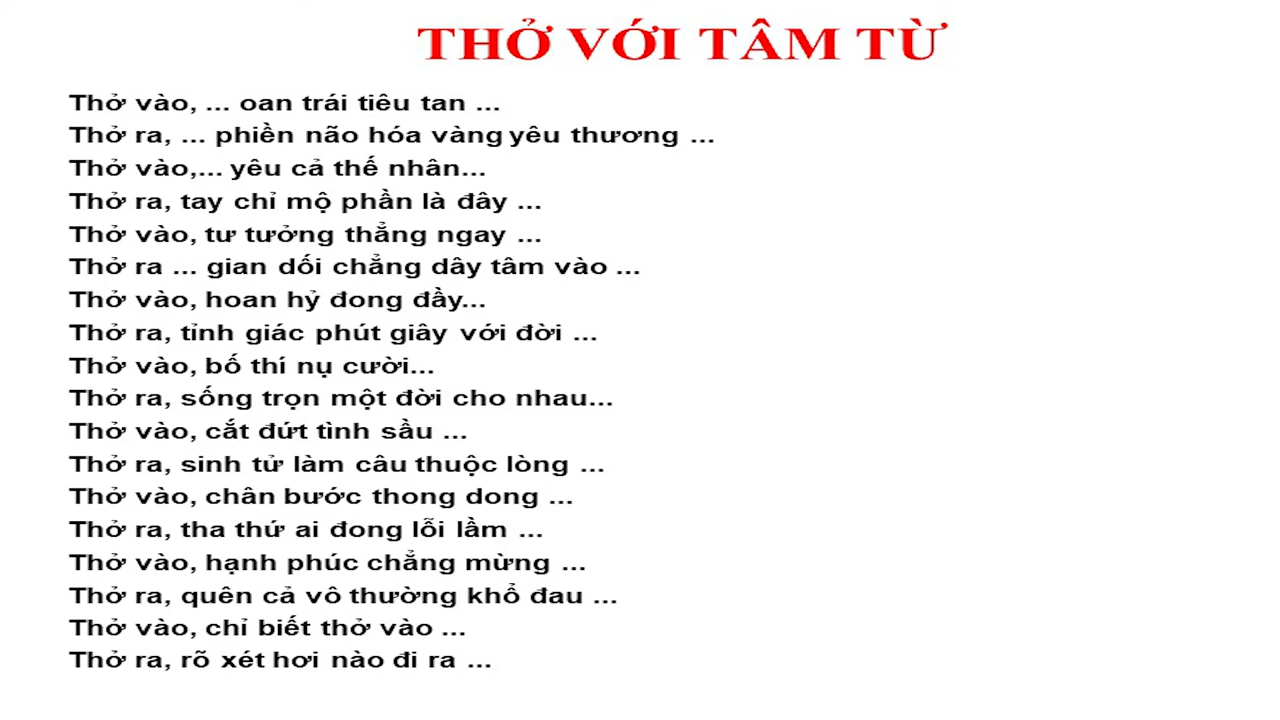 THỞ VỚI TÂM TỪ
Thở vào, ... oan trái tiêu tan ...
Thở ra, ... phiền não hóa vàng yêu thương ...
Thở vào,... yêu cả thế nhân...
Thở ra, tay chỉ mộ phần là đây ...
Thở vào, tư tưởng thẳng ngay ...
Thở ra ... gian dối chẳng dây tâm vào ...
Thở vào, hoan hỷ đong đầy...
Thở ra, tỉnh giác phút giây với đời ...
Thở vào, bố thí nụ cười...
Thở ra, sống trọn một đời cho nhau...
Thở vào, cắt đứt tình sầu ...
Thở ra, sinh tử làm câu thuộc lòng ...
Thở vào, chân bước thong dong ...
Thở ra, tha thứ ai đong lỗi lầm ...
Thở vào, hạnh phúc chẳng mừng ...
Thở ra, quên cả vô thường khổ đau ...
Thở vào, chỉ biết thở vào ...
Thở ra, rõ xét hơi nào đi ra ...